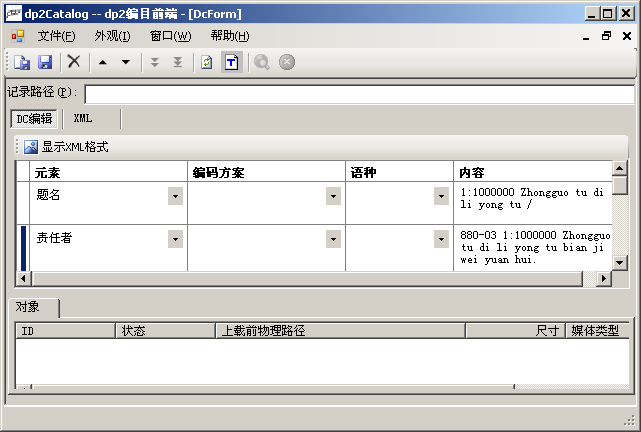 dp2Catalog -- dp2编目前端 - [DcForm]
文件(F) 外观(I) 窗口(W) 帮助(H)
记录路径(P):
DC编辑 XML
显示XML格式
元素 编码方案 语种 内容
题名 1:1000000 Zhongguo tu di
li yong tu /
责任者 880-03 1:1000000 Zhongguo
tu di li yong tu bian ji
wei yuan hui.
对象
ID 状态 上载前物理路径 尺寸 媒体类型